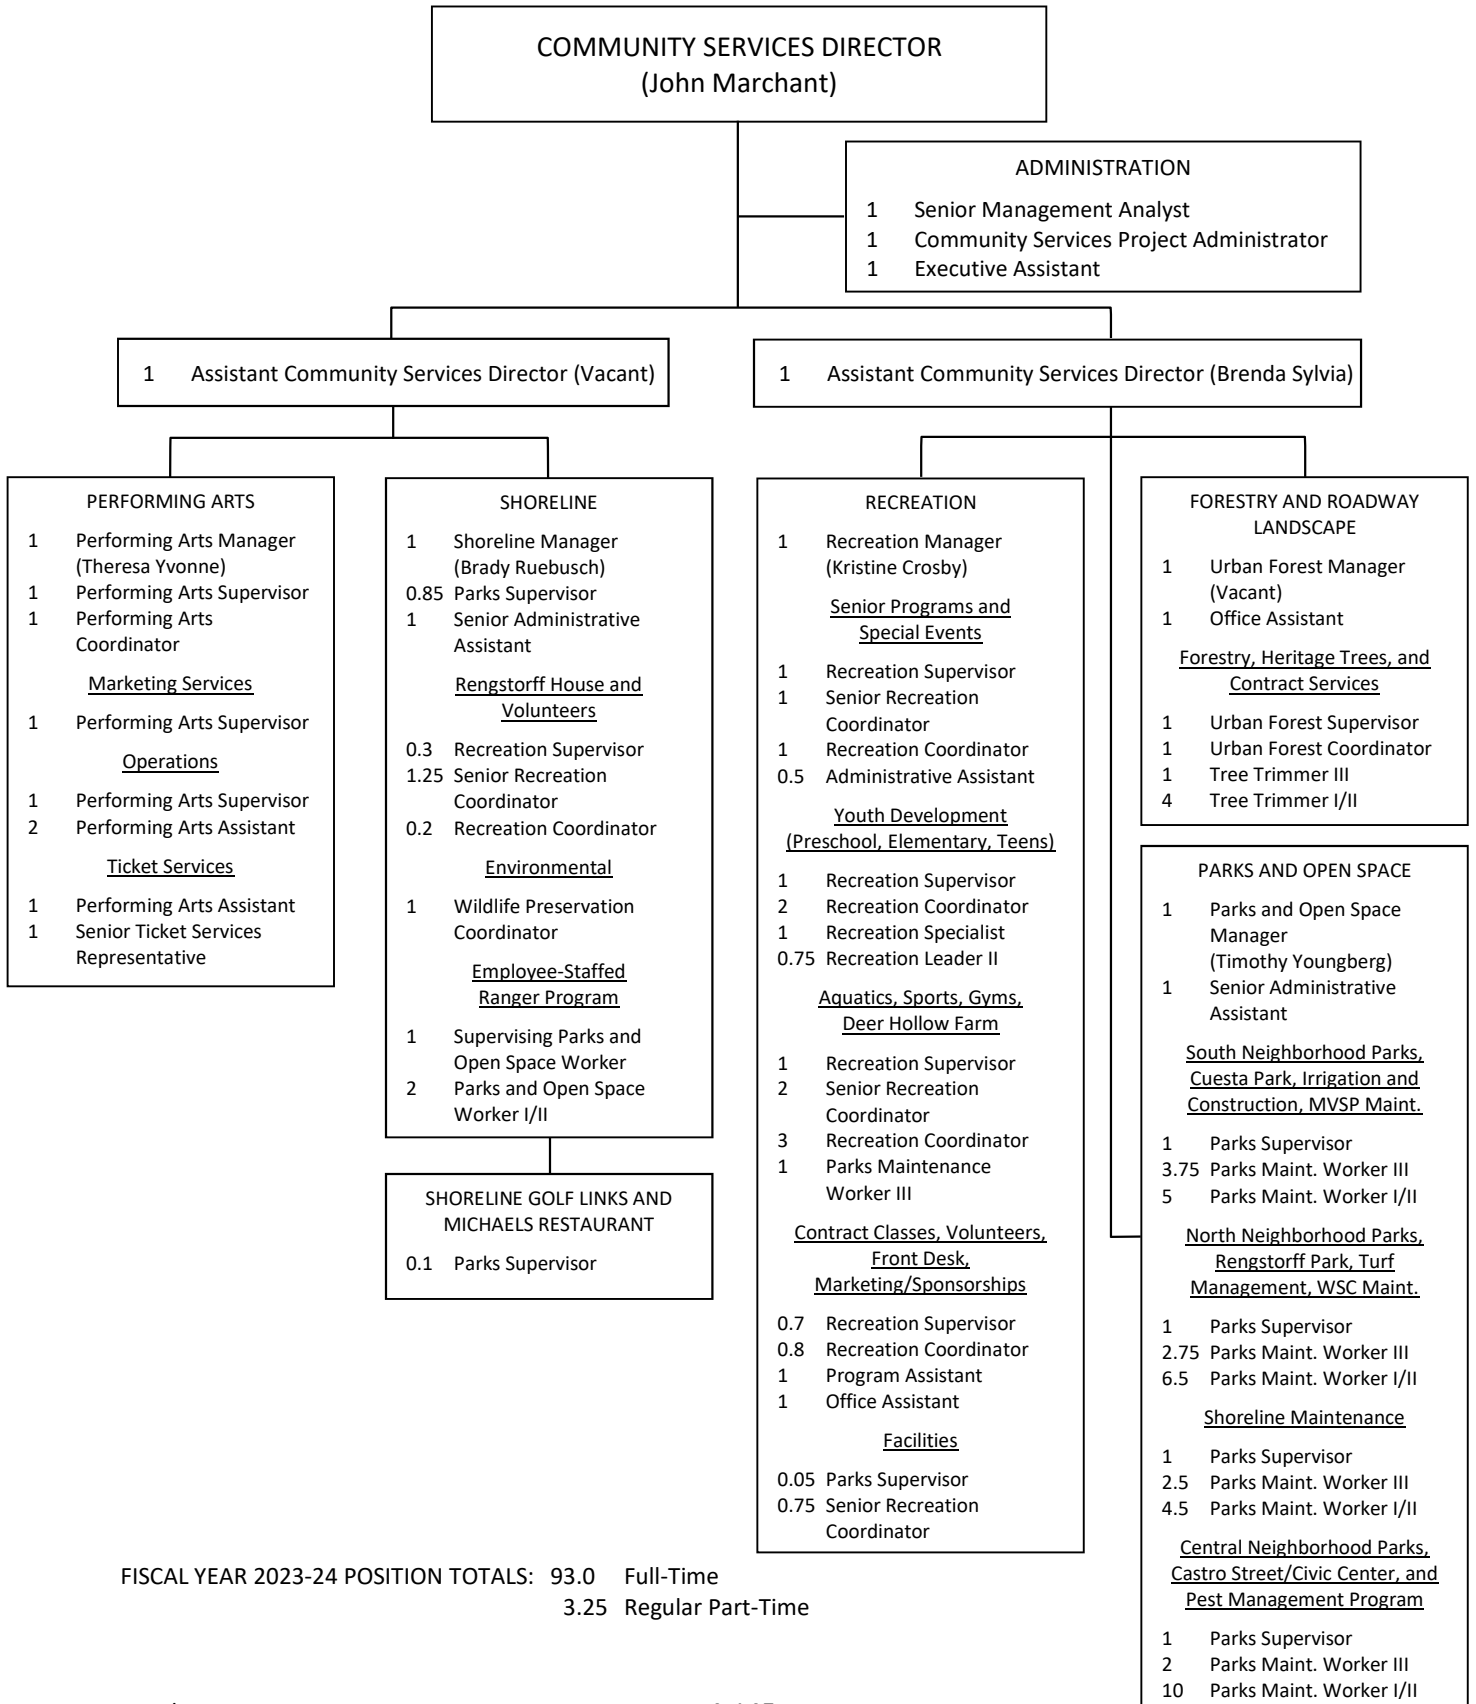 COMMUNITY SERVICES DIRECTOR
(John Marchant)
ADMINISTRATION
1 Senior Management Analyst
1 Community Services Project Administrator
1 Executive Assistant
1 Assistant Community Services Director (Vacant)
1 Assistant Community Services Director (Brenda Sylvia)
PERFORMING ARTS
1 Performing Arts Manager
(Theresa Yvonne)
1 Performing Arts Supervisor
1 Performing Arts
Coordinator
Marketing Services
1 Performing Arts Supervisor
Operations
1 Performing Arts Supervisor
2 Performing Arts Assistant
Ticket Services
1 Performing Arts Assistant
1 Senior Ticket Services
Representative
SHORELINE
1 Shoreline Manager
(Brady Ruebusch)
0.85 Parks Supervisor
1 Senior Administrative
Assistant
Rengstorff House and
Volunteers
0.3 Recreation Supervisor
1.25 Senior Recreation
Coordinator
0.2 Recreation Coordinator
Environmental
1 Wildlife Preservation
Coordinator
Employee-Staffed
Ranger Program
1 Supervising Parks and
Open Space Worker
2 Parks and Open Space
Worker I/II
SHORELINE GOLF LINKS AND
MICHAELS RESTAURANT
0.1 Parks Supervisor
RECREATION
1 Recreation Manager
(Kristine Crosby)
Senior Programs and
Special Events
1 Recreation Supervisor
1 Senior Recreation
Coordinator
1 Recreation Coordinator
0.5 Administrative Assistant
Youth Development
(Preschool, Elementary, Teens)
1 Recreation Supervisor
2 Recreation Coordinator
1 Recreation Specialist
0.75 Recreation Leader II
Aquatics, Sports, Gyms,
Deer Hollow Farm
1 Recreation Supervisor
2 Senior Recreation
Coordinator
3 Recreation Coordinator
1 Parks Maintenance
Worker III
Contract Classes, Volunteers,
Front Desk,
Marketing/Sponsorships
0.7 Recreation Supervisor
0.8 Recreation Coordinator
1 Program Assistant
1 Office Assistant
Facilities
0.05 Parks Supervisor
0.75 Senior Recreation
Coordinator
FORESTRY AND ROADWAY
LANDSCAPE
1 Urban Forest Manager
(Vacant)
1 Office Assistant
Forestry, Heritage Trees, and
Contract Services
1 Urban Forest Supervisor
1 Urban Forest Coordinator
1 Tree Trimmer III
4 Tree Trimmer I/II
PARKS AND OPEN SPACE
1 Parks and Open Space
Manager
(Timothy Youngberg)
1 Senior Administrative
Assistant
South Neighborhood Parks,
Cuesta Park, Irrigation and
Construction, MVSP Maint.
1 Parks Supervisor
3.75 Parks Maint. Worker III
5 Parks Maint. Worker I/II
North Neighborhood Parks,
Rengstorff Park, Turf
Management, WSC Maint.
1 Parks Supervisor
2.75 Parks Maint. Worker III
6.5 Parks Maint. Worker I/II
Shoreline Maintenance
1 Parks Supervisor
2.5 Parks Maint. Worker III
4.5 Parks Maint. Worker I/II
Central Neighborhood Parks,
Castro Street/Civic Center, and
Pest Management Program
1 Parks Supervisor
2 Parks Maint. Worker III
10 Parks Maint. Worker I/II
FISCAL YEAR 2023-24 POSITION TOTALS: 93.0 Full-Time
3.25 Regular Part-Time